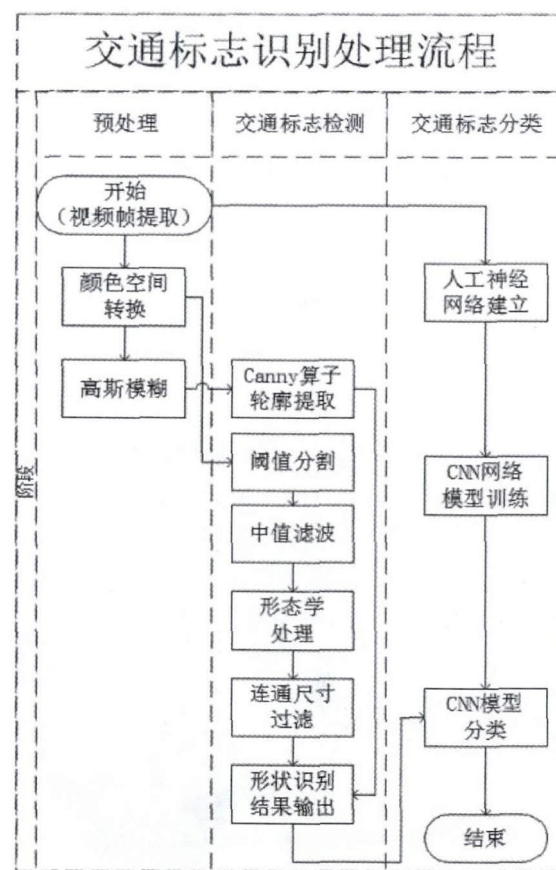 交通标志识别处理流程
预处理
交通标志检测
交通标志分类
阶段
开始
（视频帧提取）
颜色空间
转换
高斯模糊
Canny算子
轮廓提取
阈值分割
中值滤波
形态学
处理
连通尺寸
过滤
形状识别
结果输出
人工神经
网络建立
CNN网络
模型训练
CNN模型
分类
结束